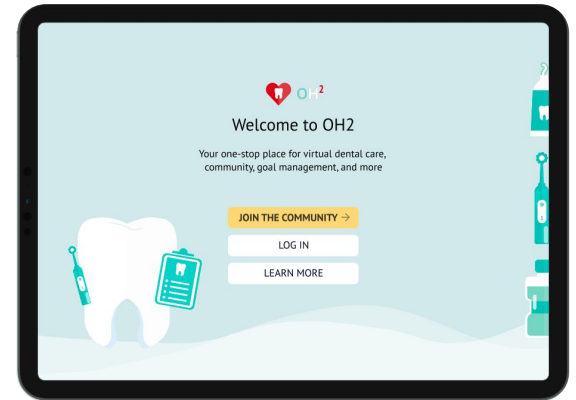 OH²
Welcome to OH2
Your one-stop place for virtual dental care,
community, goal management, and more
JOIN THE COMMUNITY →
LOG IN
LEARN MORE